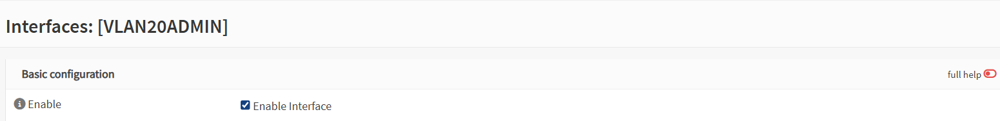 Interfaces: [VLAN20ADMIN]
Basic configuration
full help
Enable
Enable Interface